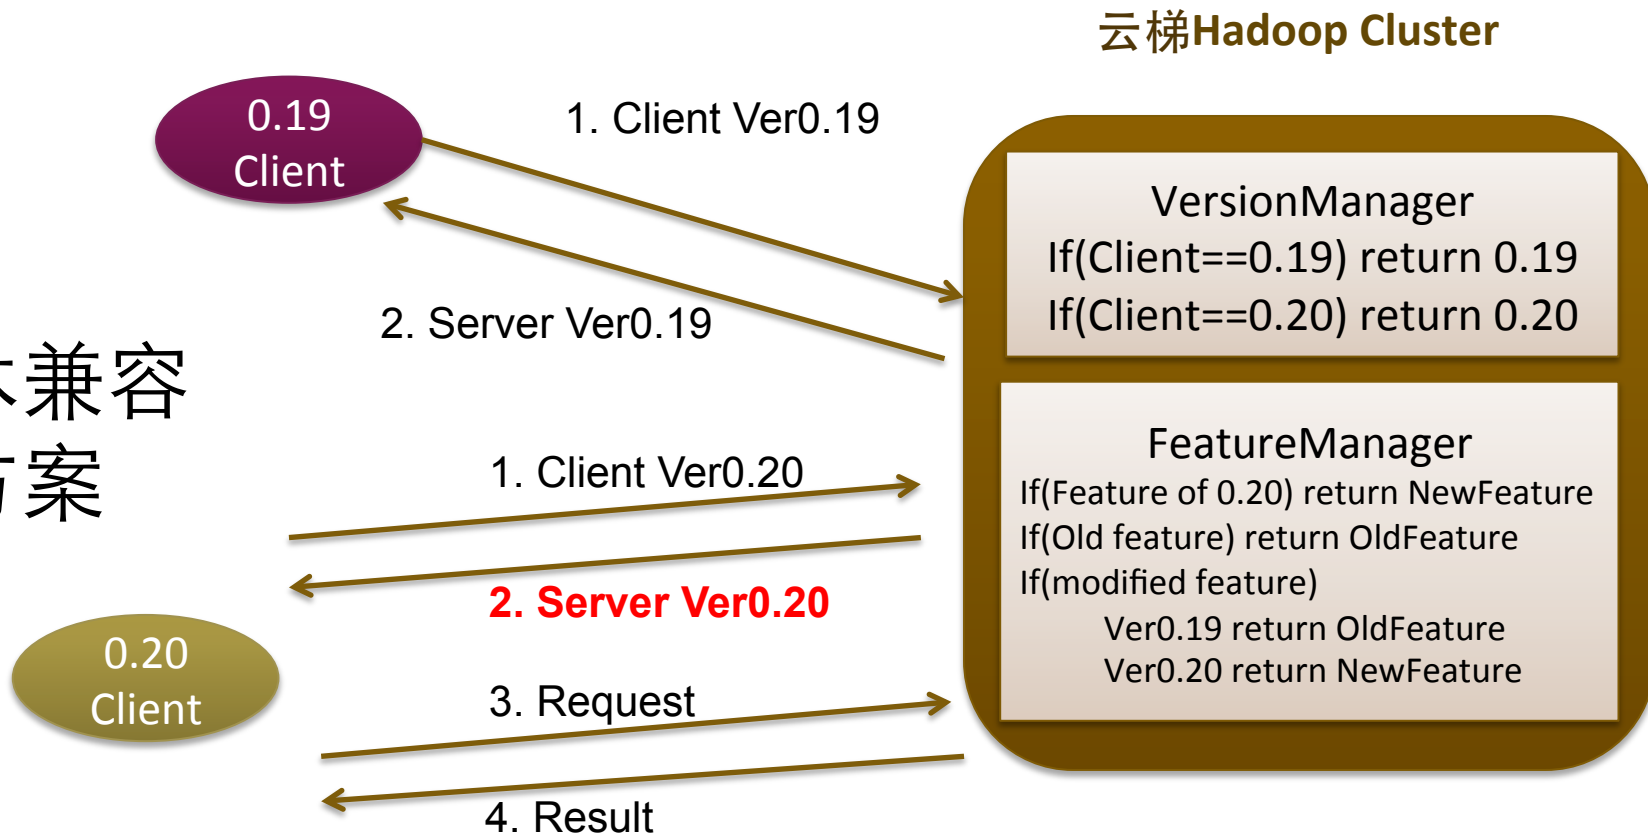 云梯Hadoop Cluster
0.19
Client
1. Client Ver0.19
2. Server Ver0.19
VersionManager
If(Client==0.19) return 0.19
If(Client==0.20) return 0.20
兼容
方案
1. Client Ver0.20
2. Server Ver0.20
0.20
Client
3. Request
4. Result
FeatureManager
If(Feature of 0.20) return NewFeature
If(Old feature) return OldFeature
If(modified feature)
Ver0.19 return OldFeature
Ver0.20 return NewFeature